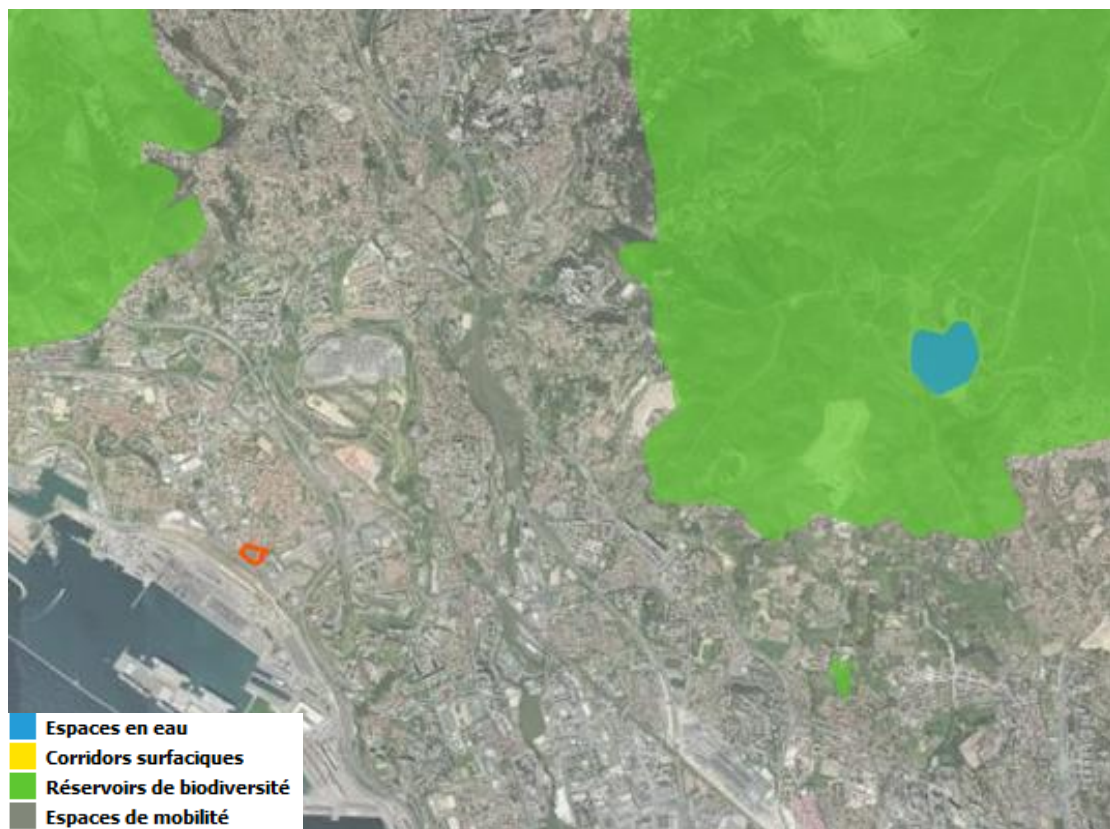 Espaces en eau
Corridors surfaciques
Réservoirs de biodiversité
Espaces de mobilité